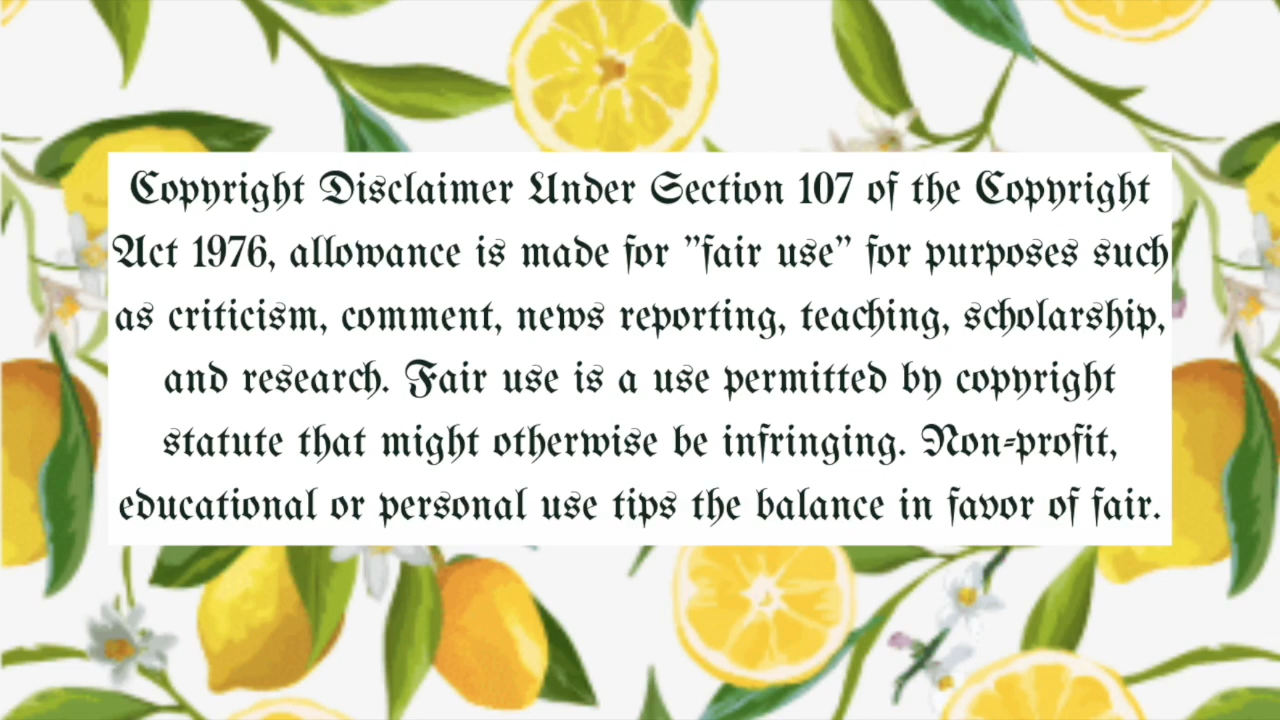 Copyright Disclaimer Under Section 107 of the Copyright
Act 1976, allowance is made for "fair use" for purposes such
as criticism, comment, news reporting, teaching, scholarship,
and research. Fair use is a use permitted by copyright
statute that might otherwise be infringing. Non-profit,
educational or personal use tips the balance in favor of fair.